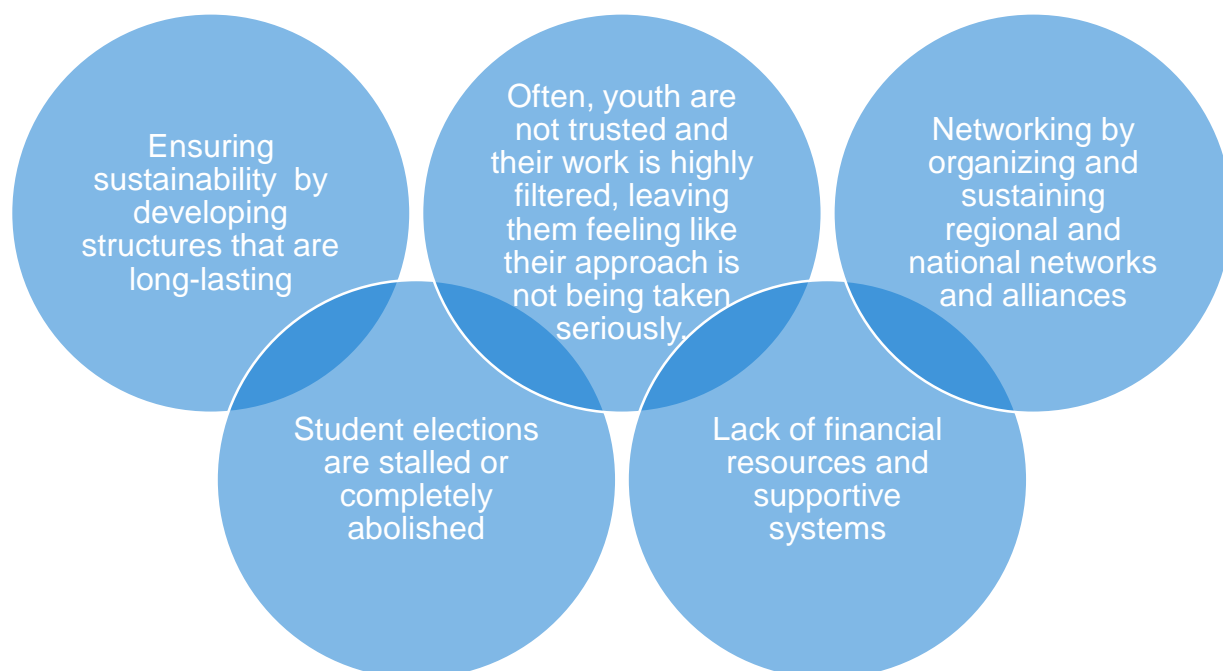 Ensuring
sustainability  by
developing
structures that are
long-lasting
Often, youth are
not trusted and
their work is highly
filtered, leaving
them feeling like
their approach is
not being taken
seriously.
Networking by
organizing and
sustaining
regional and
national networks
and alliances
Student elections
are stalled or
completely
abolished
Lack of financial
resources and
supportive
systems